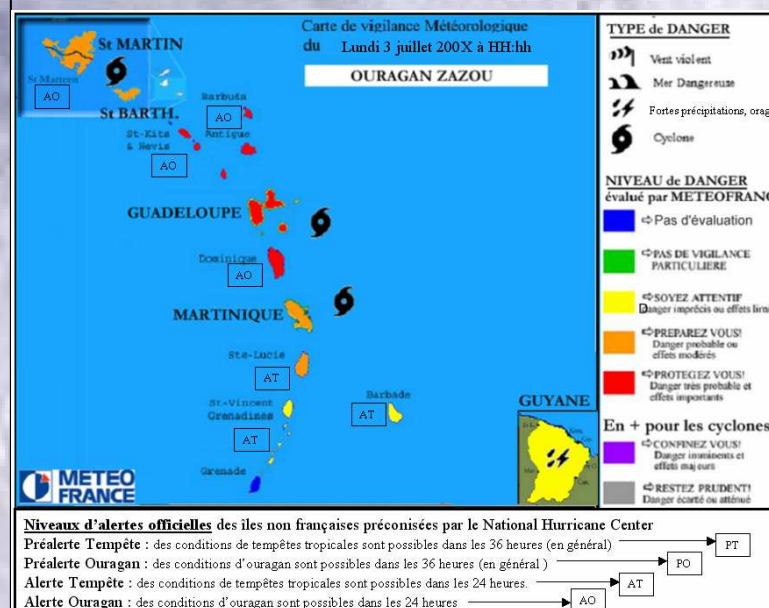 Carte de vigilance Météorologique
du Lundi 3 juillet 200X à HH:hh
OURAGAN ZAZOU
St MARTIN
St Maarten
AO
St BARTH.
Barbuda
AO
St-Kits
& Nevis
Antigue
AO
GUADELOUPE
Dominique
AO
MARTINIQUE
Ste-Lucie
AT
St-Vincent
Grenadines
AT
Barbade
AT
Grenade
GUYANE
METEO
FRANCE
TYPE de DANGER
Vent violent
Mer Dangereuse
Fortes précipitations, orag
Cyclone
NIVEAU de DANGER
évalué par METEOFRANC
⇨Pas d'évaluation
⇨PAS DE VIGILANCE
PARTICULIERE
⇨SOYEZ ATTENTIF
Danger imprécis ou effets lim
⇨PREPAREZ VOUS!
Danger probable ou
effets modérés
⇨PROTEGEZ VOUS!
Danger très probable et
effets importants
En + pour les cyclones
⇨CONFINEZ VOUS!
Danger imminents et
effets majeurs
⇨RESTEZ PRUDENT!
Danger écarté ou atténué
Niveaux d'alertes officielles des îles non françaises préconisées par le National Hurricane Center
Préalerte Tempête : des conditions de tempêtes tropicales sont possibles dans les 36 heures (en général) PT
Préalerte Ouragan : des conditions d'ouragan sont possibles dans les 36 heures (en général ) PO
Alerte Tempête : des conditions de tempêtes tropicales sont possibles dans les 24 heures. AT
Alerte Ouragan : des conditions d'ouragan sont possibles dans les 24 heures AO